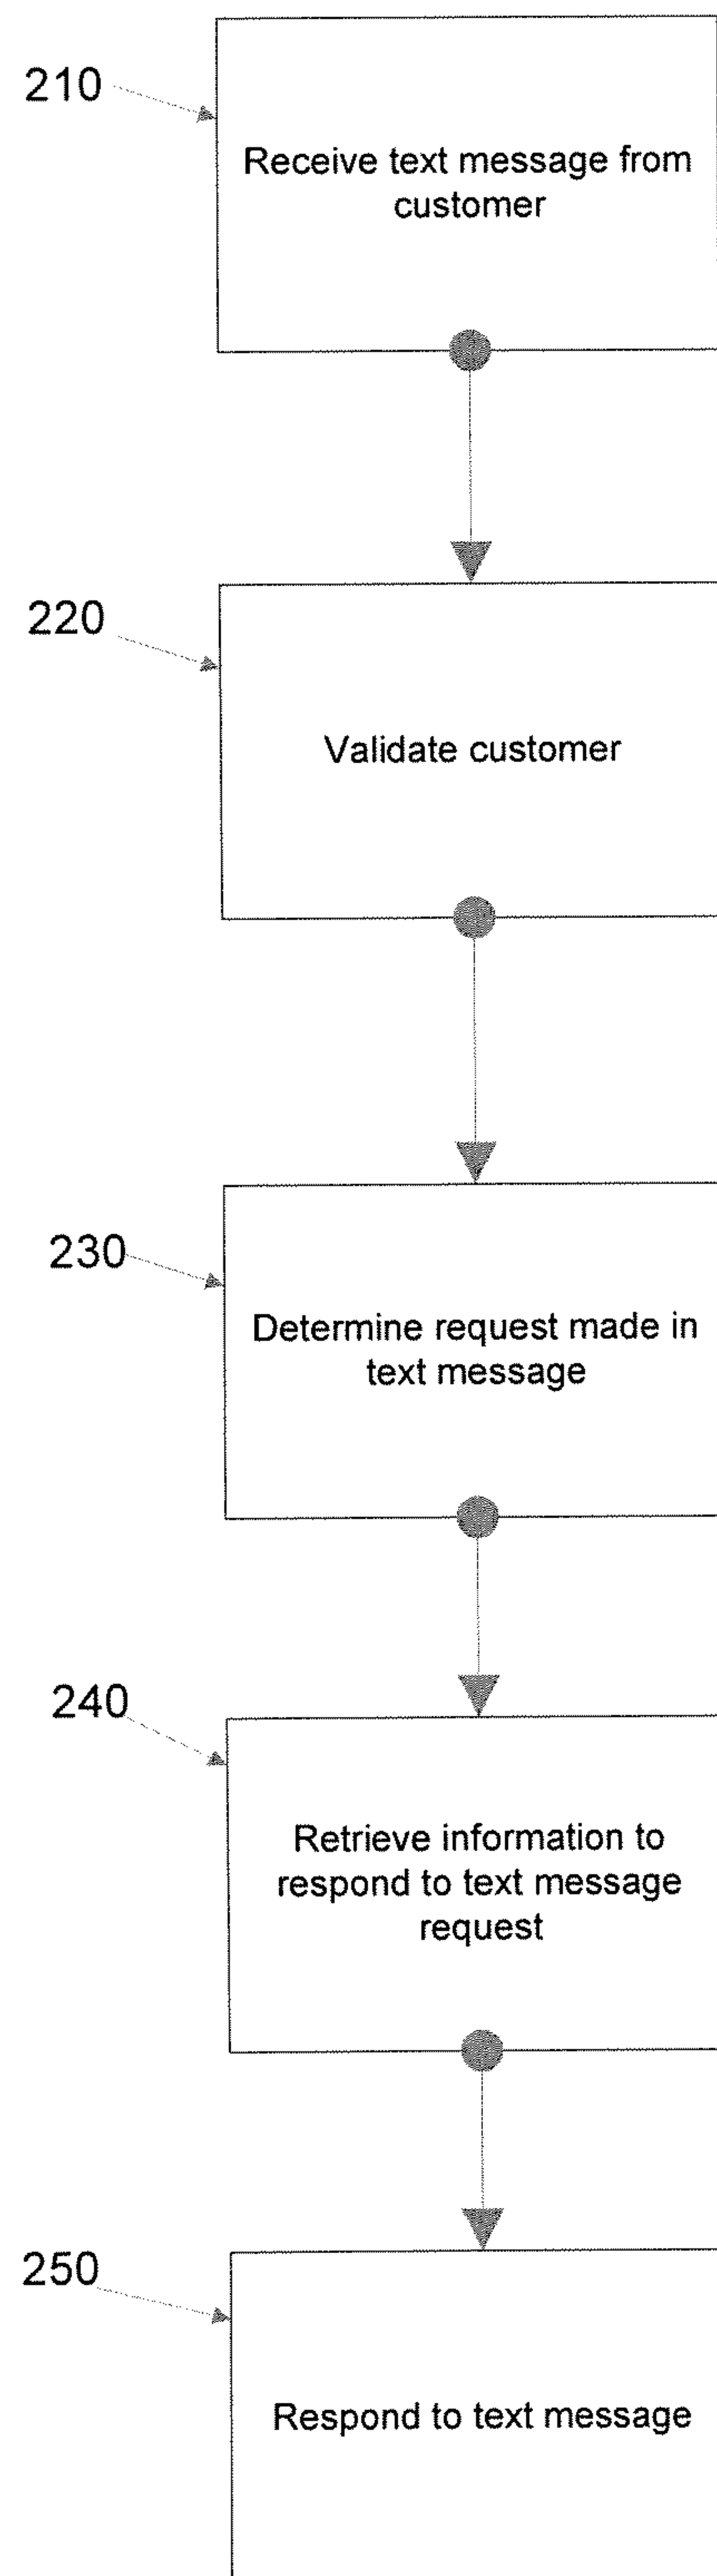 210
Receive text message from
customer
220
Validate customer
230
Determine request made in
text message
240
Retrieve information to
respond to text message
request
250
Respond to text message